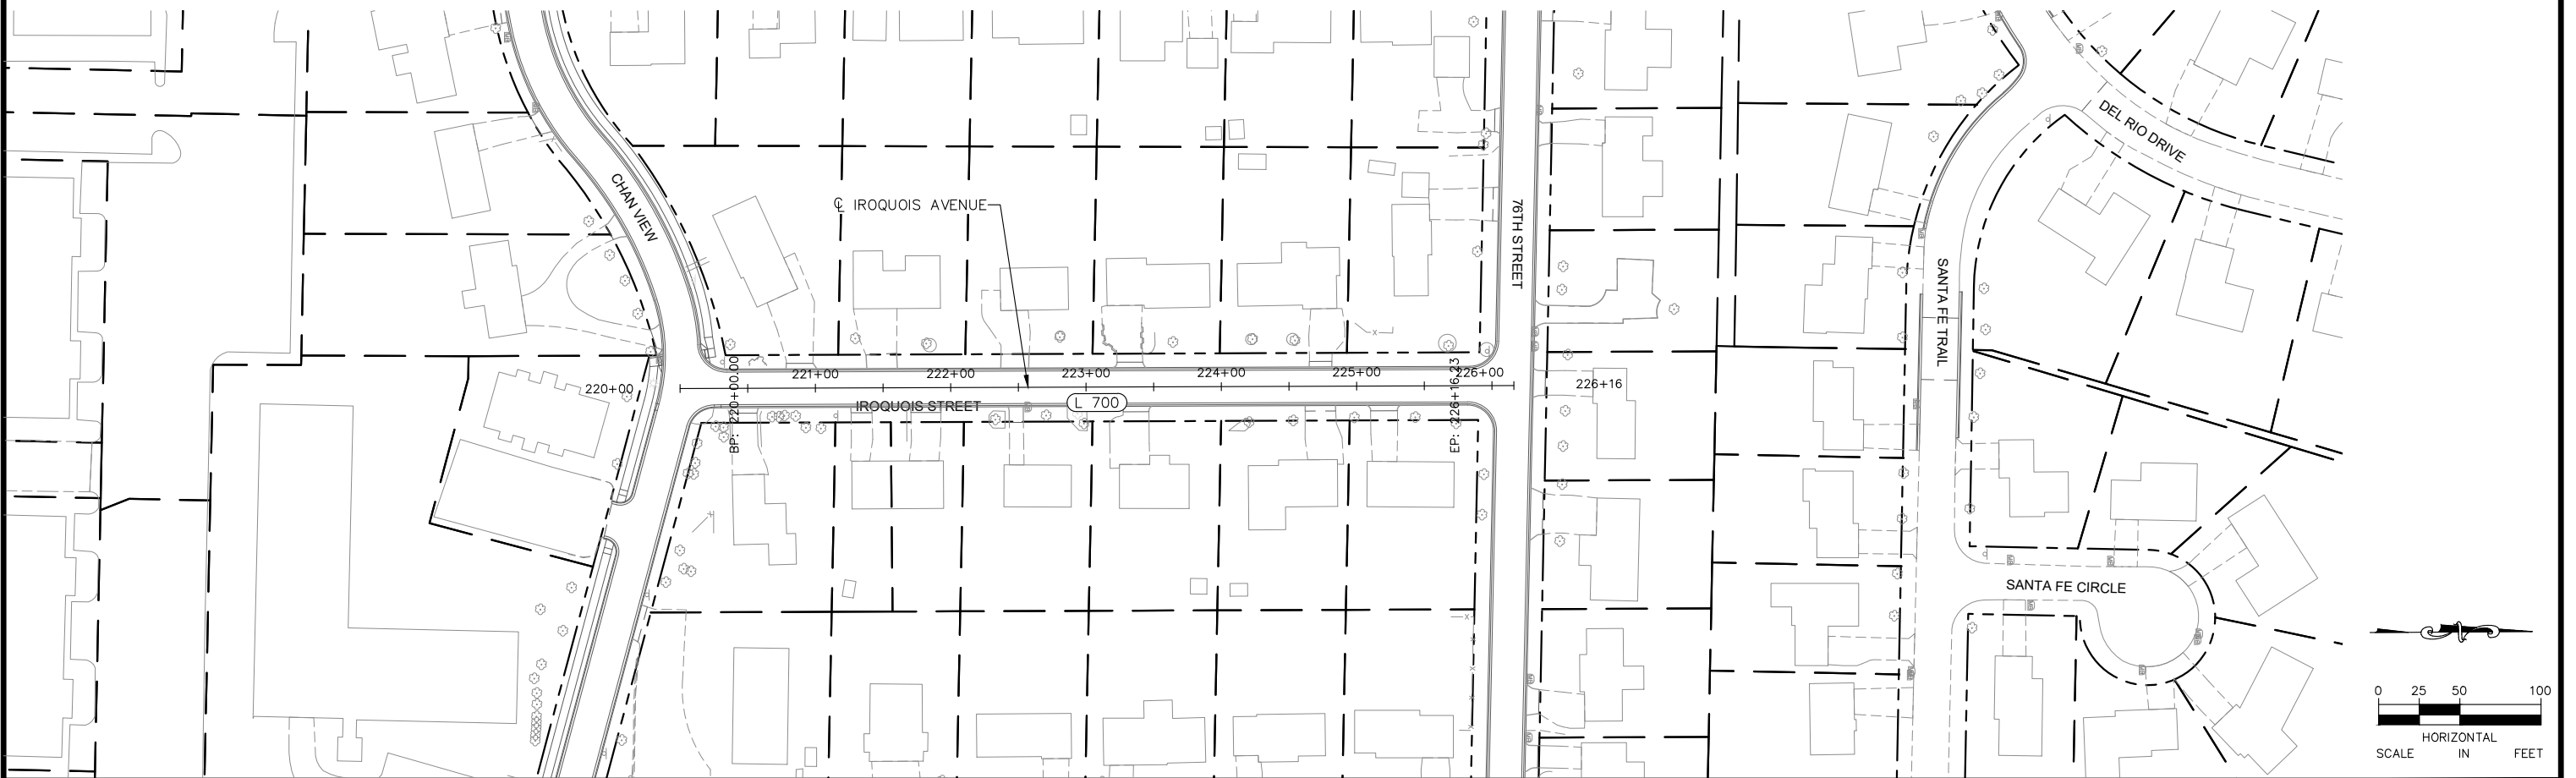 DEL RIO DRIVE
CHAN VIEW
℄ IROQUOIS AVENUE
76TH STREET
SANTA FE TRAIL
220+00
BP: 220+00.00
221+00
222+00
223+00
224+00
225+00
226+00
EP: 226+16.23
226+16
IROQUOIS STREET
L 700
SANTA FE CIRCLE
0 25 50 100
HORIZONTAL
SCALE IN FEET